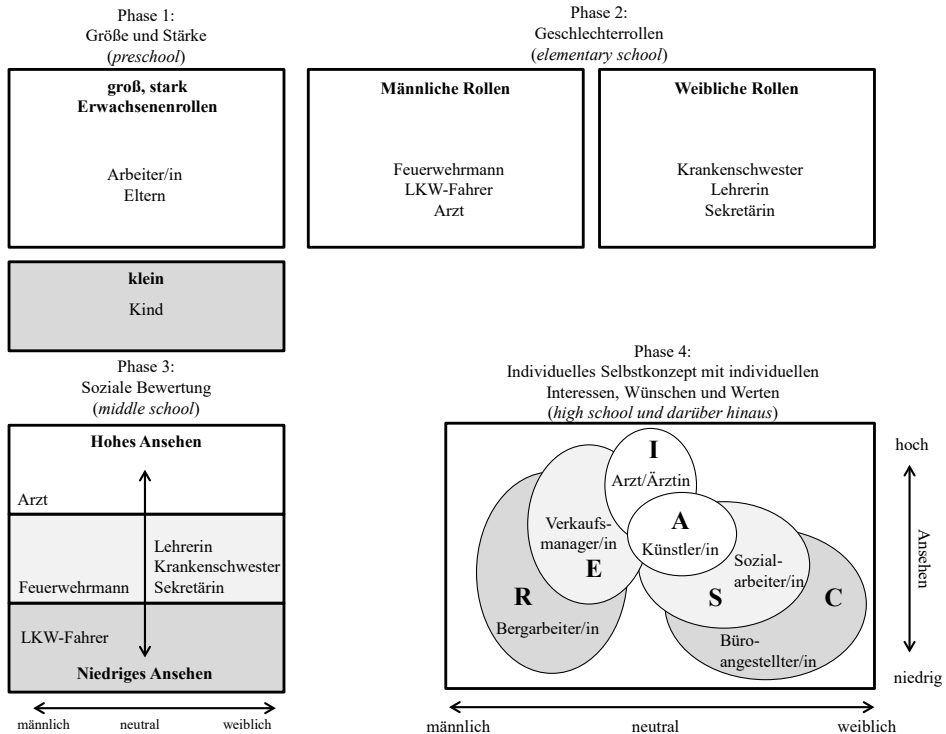 Phase 1:
Größe und Stärke
(preschool)
groß, stark
Erwachsenenrollen
Arbeiter/in
Eltern
klein
Kind
Phase 2:
Geschlechterrollen
(elementary school)
Männliche Rollen
Feuerwehrmann
LKW-Fahrer
Arzt
Weibliche Rollen
Krankenschwester
Lehrerin
Sekretärin
Phase 3:
Soziale Bewertung
(middle school)
Hohes Ansehen
Arzt
Lehrerin
Krankenschwester
Feuerwehrmann
Sekretärin
LKW-Fahrer
Niedriges Ansehen
männlich
neutral
weiblich
Phase 4:
Individuelles Selbstkonzept mit individuellen
Interessen, Wünschen und Werten
(high school und darüber hinaus)
I
Arzt/Ärztin
A
Künstler/in
Verkaufs-
manager/in
E
R
Bergarbeiter/in
Sozial-
arbeiter/in
S
C
Büro-
angestellter/in
hoch
Ansehen
niedrig
männlich
neutral
weiblich